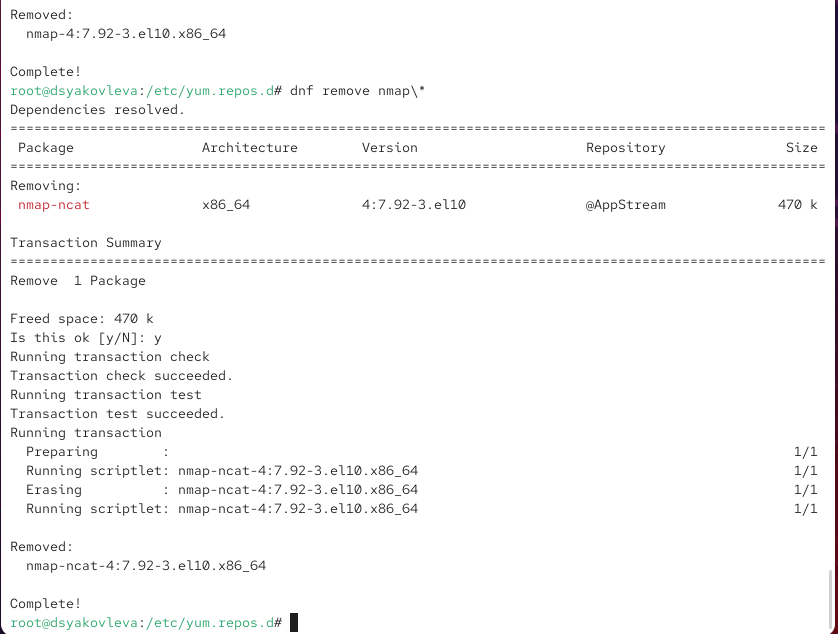 Removed:
  nmap-4:7.92-3.el10.x86_64
Complete!
root@dsyakovleva:/etc/yum.repos.d# dnf remove nmap\*
Dependencies resolved.
======================================================================================================
 Package                Architecture        Version                     Repository               Size
======================================================================================================
Removing:
 nmap-ncat              x86_64              4:7.92-3.el10               @AppStream              470 k
Transaction Summary
======================================================================================================
Remove  1 Package
Freed space: 470 k
Is this ok [y/N]: y
Running transaction check
Transaction check succeeded.
Running transaction test
Transaction test succeeded.
Running transaction
  Preparing        :                                                                              1/1
  Running scriptlet: nmap-ncat-4:7.92-3.el10.x86_64                                               1/1
  Erasing          : nmap-ncat-4:7.92-3.el10.x86_64                                               1/1
  Running scriptlet: nmap-ncat-4:7.92-3.el10.x86_64                                               1/1
Removed:
  nmap-ncat-4:7.92-3.el10.x86_64
Complete!
root@dsyakovleva:/etc/yum.repos.d#